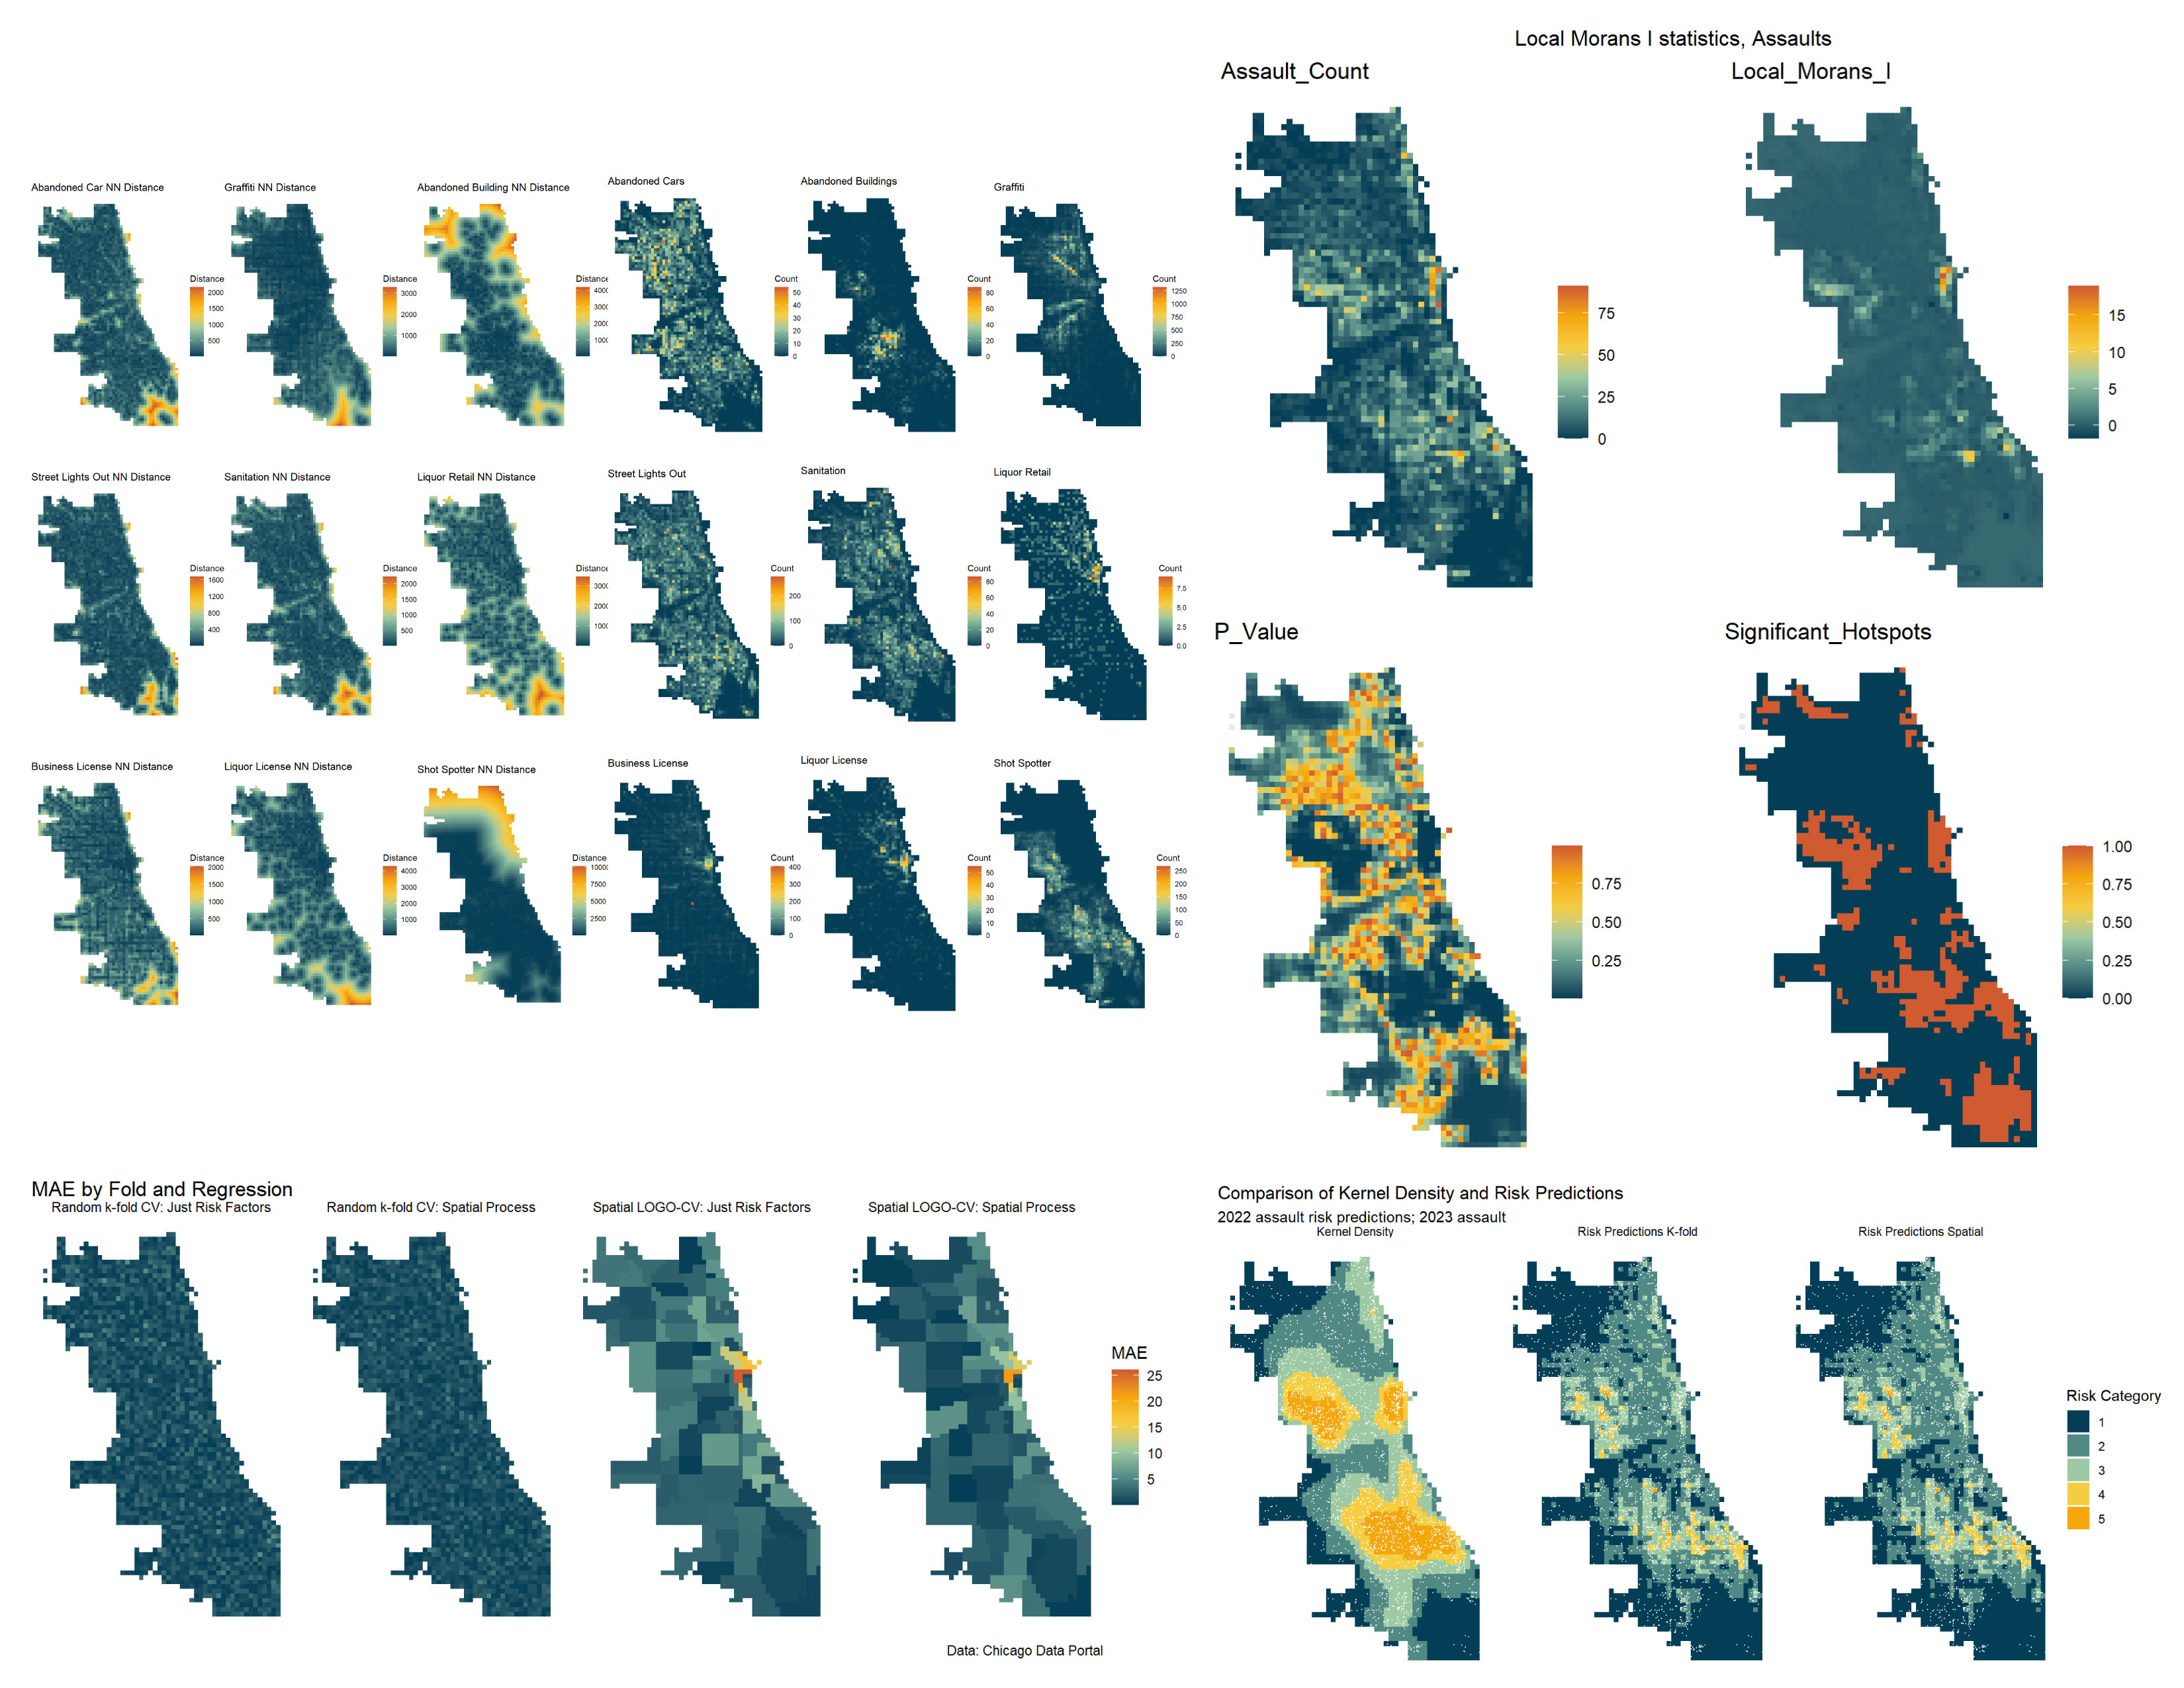 Local Morans I statistics, Assaults
Assault_Count
Local_Morans_I
75
50
25
0
15
10
5
0
Abandoned Car NN Distance
Graffiti NN Distance
Abandoned Building NN Distance
Abandoned Cars
Abandoned Buildings
Graffiti
Distance
2000
1500
1000
500
Distance
3000
2000
1000
Distance
Count
50
40
30
20
10
0
Count
80
60
40
20
0
Count
1250
1000
750
500
250
0
Street Lights Out NN Distance
Sanitation NN Distance
Liquor Retail NN Distance
Street Lights Out
Sanitation
Liquor Retail
Distance
1600
1200
800
400
Distance
2000
1500
1000
500
Distance
Count
200
100
0
Count
80
60
40
20
0
Count
7.5
5.0
2.5
0.0
Business License NN Distance
Liquor License NN Distance
Shot Spotter NN Distance
Business License
Liquor License
Shot Spotter
Distance
2000
1500
1000
500
Distance
4000
3000
2000
1000
Distance
7500
5000
2500
Count
400
300
200
100
0
Count
50
40
30
20
10
0
Count
250
200
150
100
50
0
P_Value
Significant_Hotspots
0.75
0.50
0.25
1.00
0.75
0.50
0.25
0.00
MAE by Fold and Regression
Random k-fold CV: Just Risk Factors
Random k-fold CV: Spatial Process
Spatial LOGO-CV: Just Risk Factors
Spatial LOGO-CV: Spatial Process
MAE
25
20
15
10
5
Data: Chicago Data Portal
Comparison of Kernel Density and Risk Predictions
2022 assault risk predictions; 2023 assault
Kernel Density
Risk Predictions K-fold
Risk Predictions Spatial
Risk Category
1
2
3
4
5